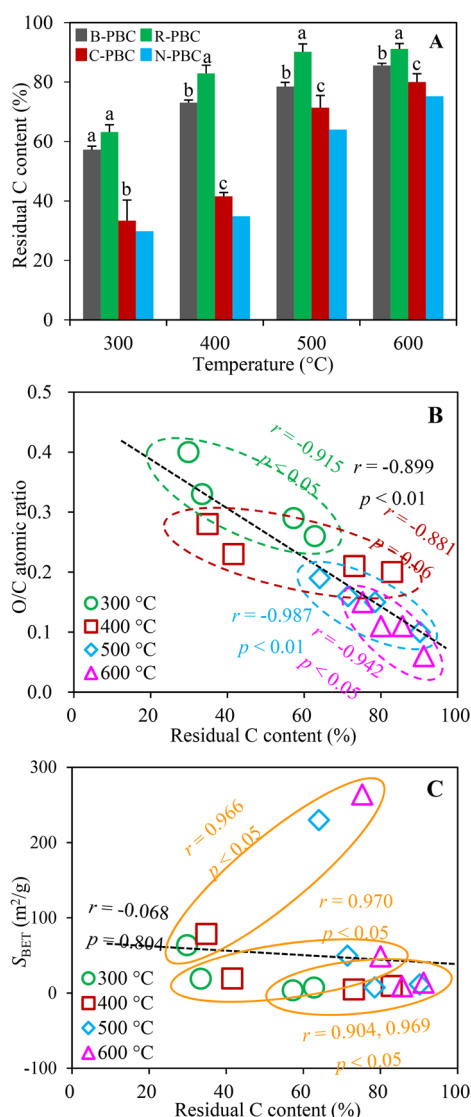 B-PBC R-PBC
C-PBC N-PBC
A
100
80
60
40
20
0
Residual C content (%)
a a b
b a c
b a c
b a c
300 400 500 600
Temperature (°C)
B
0.5
0.4
0.3
0.2
0.1
0.0
O/C atomic ratio
r = -0.915
p < 0.05
r = -0.899
p < 0.01
r = -0.881
p = 0.06
r = -0.987
p < 0.01
r = -0.942
p < 0.05
300 °C
400 °C
500 °C
600 °C
0 20 40 60 80 100
Residual C content (%)
C
300
200
100
0
-100
S_BET (m²/g)
r = 0.966
p < 0.05
r = -0.068
p = 0.804
r = 0.970
p < 0.05
r = 0.904, 0.969
p < 0.05
300 °C
400 °C
500 °C
600 °C
0 20 40 60 80 100
Residual C content (%)